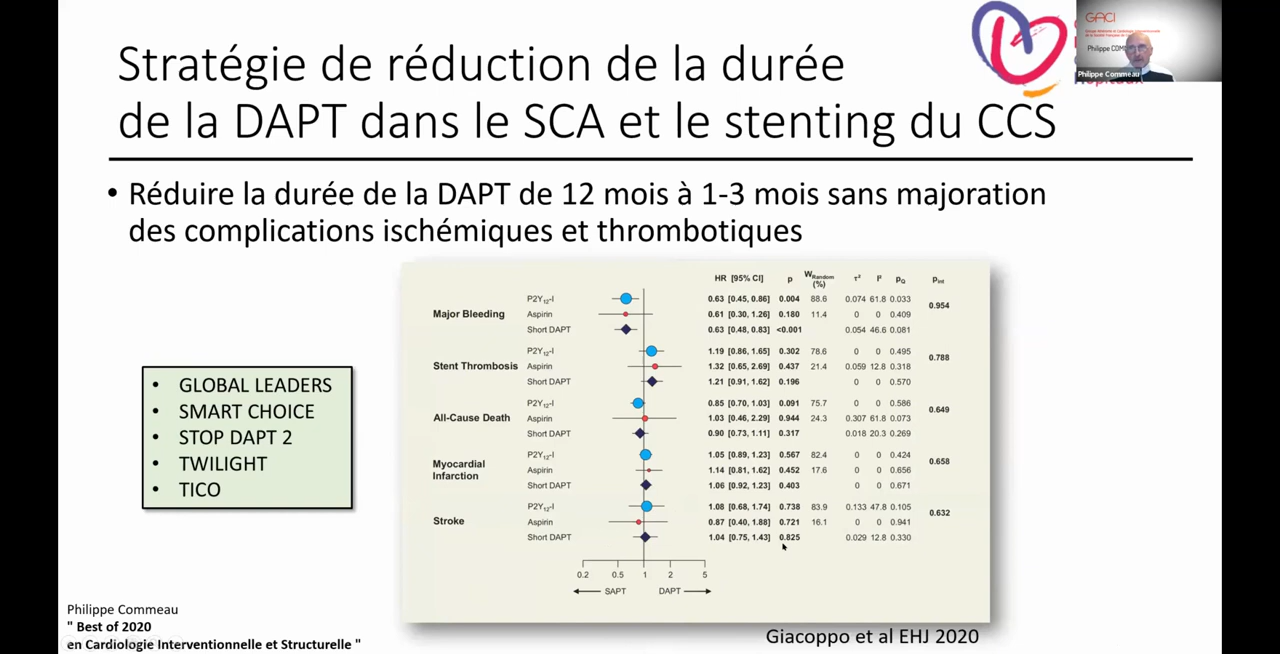 Stratégie de réduction de la durée
de la DAPT dans le SCA et le stenting du CCS
GACI
Philippe COM
Philippe Commeau
• Réduire la durée de la DAPT de 12 mois à 1-3 mois sans majoration
des complications ischémiques et thrombotiques
• GLOBAL LEADERS
• SMART CHOICE
• STOP DAPT 2
• TWILIGHT
• TICO
HR [95% CI] p WRandom (%) τ² I² pQ pint
Major Bleeding
P2Y12-I 0.63 [0.45, 0.86] 0.004 88.6 0.074 61.8 0.033
Aspirin 0.61 [0.30, 1.26] 0.180 11.4 0 0 0.409
Short DAPT 0.63 [0.48, 0.83] <0.001 0.054 46.6 0.081
0.954
Stent Thrombosis
P2Y12-I 1.19 [0.86, 1.65] 0.302 78.6 0 0 0.495
Aspirin 1.32 [0.65, 2.69] 0.437 21.4 0.059 12.8 0.318
Short DAPT 1.21 [0.91, 1.62] 0.196 0 0 0.570
0.788
All-Cause Death
P2Y12-I 0.85 [0.70, 1.03] 0.091 75.7 0 0 0.586
Aspirin 1.03 [0.46, 2.29] 0.944 24.3 0.307 61.8 0.073
Short DAPT 0.90 [0.73, 1.11] 0.317 0.018 20.3 0.269
0.649
Myocardial
Infarction
P2Y12-I 1.05 [0.89, 1.23] 0.567 82.4 0 0 0.424
Aspirin 1.14 [0.81, 1.62] 0.452 17.6 0 0 0.656
Short DAPT 1.06 [0.92, 1.23] 0.403 0 0 0.671
0.658
Stroke
P2Y12-I 1.08 [0.68, 1.74] 0.738 83.9 0.133 47.8 0.105
Aspirin 0.87 [0.40, 1.88] 0.721 16.1 0 0 0.941
Short DAPT 1.04 [0.75, 1.43] 0.825 0.029 12.8 0.330
0.632
0.2 0.5 1 2 5
SAPT DAPT
Giacoppo et al EHJ 2020
Philippe Commeau
" Best of 2020
en Cardiologie Interventionnelle et Structurelle "